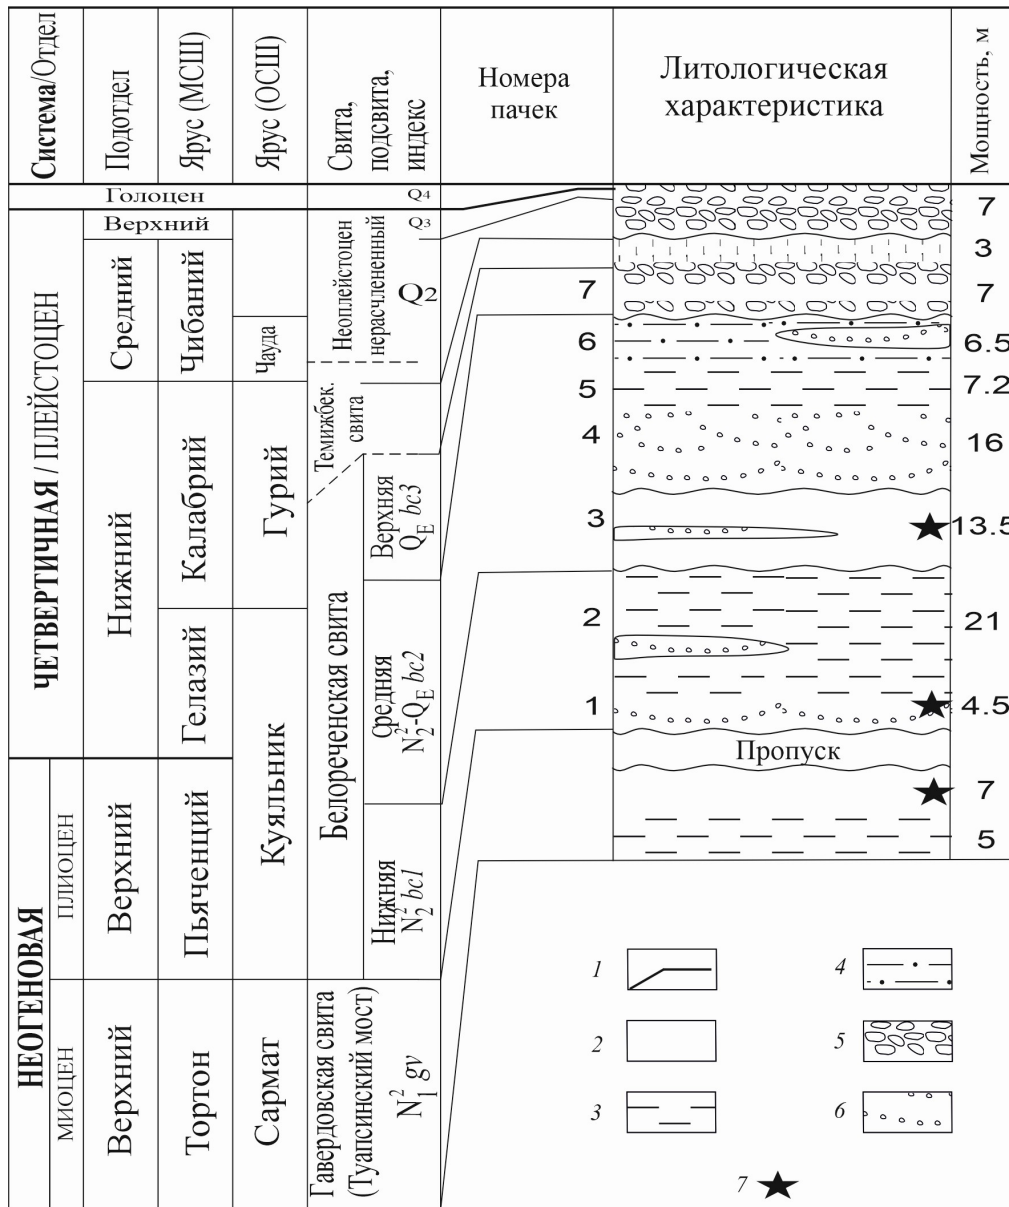 Система/Отдел
Подотдел
Ярус (МСШ)
Ярус (ОСШ)
Свита,
подсвита,
индекс
Номера
пачек
Литологическая
характеристика
Мощность, м
Голоцен
Q4
7
ЧЕТВЕРТИЧНАЯ / ПЛЕЙСТОЦЕН
Верхний
Q3
3
Средний
Чибаний
Чауда
Неоплейстоцен
нерасчлененный
Q2
7
7
6
6.5
5
7.2
Нижний
Калабрий
Гурий
Темижбек.
свита
4
16
Верхняя
QE bc3
3
13.5
Гелазий
Куяльник
Белореченская свита
Средняя
N2²-QE bc2
2
21
1
4.5
Пропуск
НЕОГЕНОВАЯ
ПЛИОЦЕН
Верхний
Пьяченций
Нижняя
N2² bc1
7
5
МИОЦЕН
Верхний
Тортон
Сармат
Гавердовская свита
(Туапсинский мост)
N1² gv
1
4
2
5
3
6
7